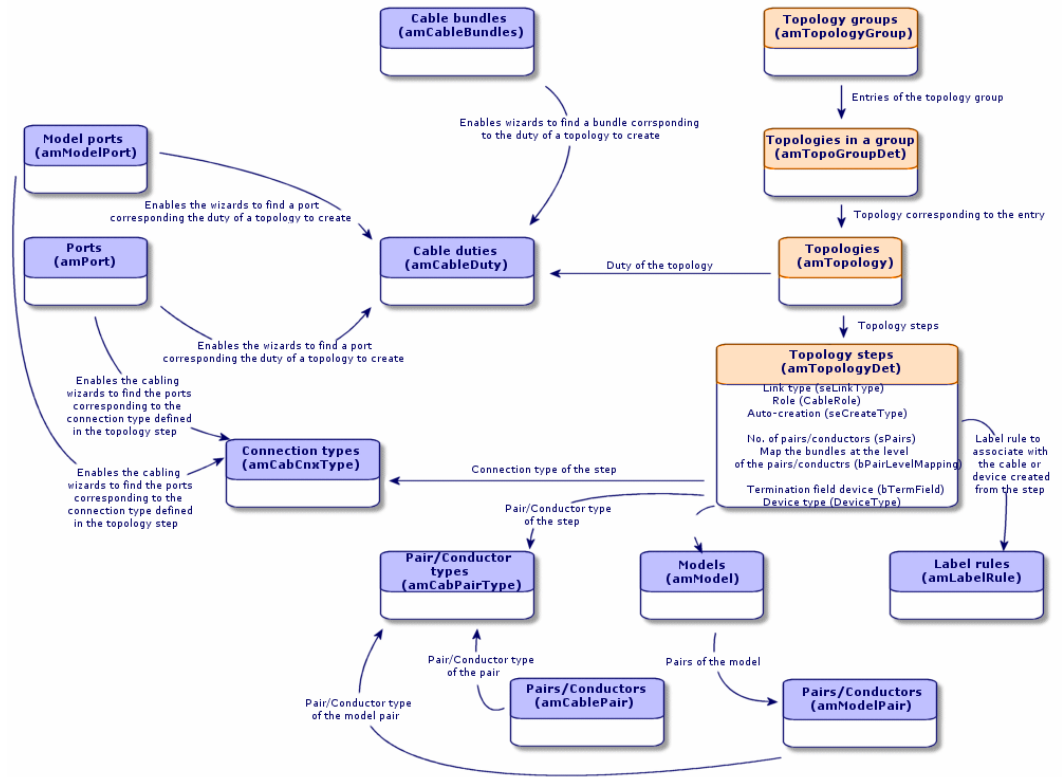 Cable bundles
(amCableBundles)
Topology groups
(amTopologyGroup)
Entries of the topology group
Enables wizards to find a bundle corrsponding
to the duty of a topology to create
Model ports
(amModelPort)
Topologies in a group
(amTopoGroupDet)
Enables the wizards to find a port
corresponding the duty of a topology to create
Topology corresponding to the entry
Ports
(amPort)
Cable duties
(amCableDuty)
Duty of the topology
Topologies
(amTopology)
Topology steps
Enables the wizards to find a port
corresponding the duty of a topology to create
Topology steps
(amTopologyDet)
Link type (seLinkType)
Role (CableRole)
Auto-creation (seCreateType)
No. of pairs/conductors (sPairs)
Map the bundles at the level
of the pairs/conductrs (bPairLevelMapping)
Termination field device (bTermField)
Device type (DeviceType)
Enables the cabling
wizards to find the ports
corresponding to the
connection type defined
in the topology step
Label rule to
associate with
the cable or
device created
from the step
Connection types
(amCabCnxType)
Connection type of the step
Enables the cabling
wizards to find the ports
corresponding to the
connection type defined
in the topology step
Pair/Conductor type
of the step
Pair/Conductor
types
(amCabPairType)
Models
(amModel)
Label rules
(amLabelRule)
Pair/Conductor type
of the pair
Pairs of the model
Pairs/Conductors
(amCablePair)
Pairs/Conductors
(amModelPair)
Pair/Conductor type
of the model pair